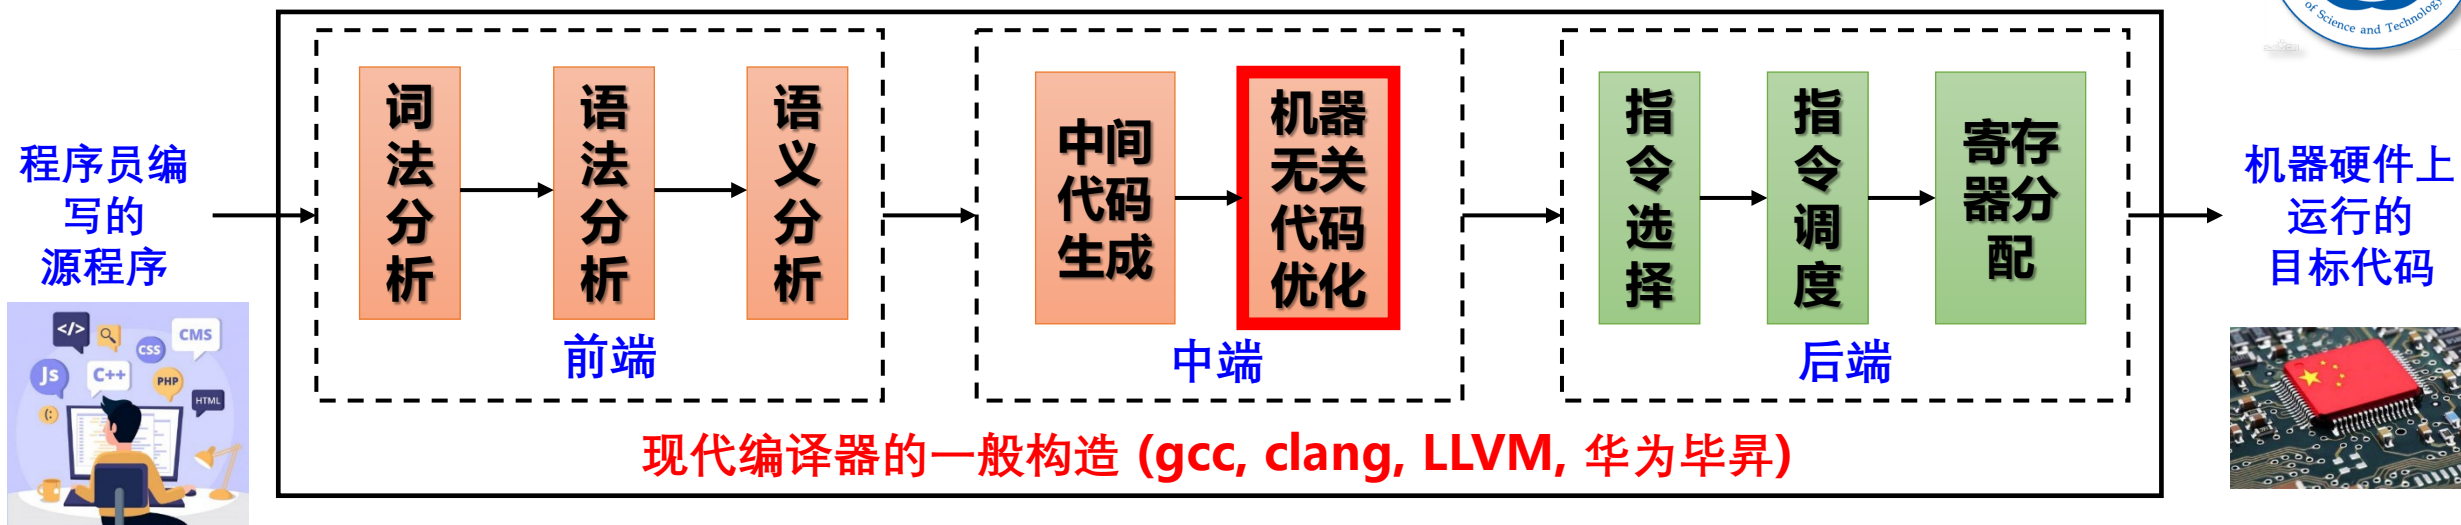 of Science and Technology
程序员编
写的
源程序
词
法
分
析
语
法
分
析
语
义
分
析
前端
中间
代码
生成
机器
无关
代码
优化
中端
指
令
选
择
指
令
调
度
寄存
器分
配
后端
机器硬件上
运行的
目标代码
</>
CMS
CSS
Js
C++
PHP
HTML
{;
现代编译器的一般构造 (gcc, clang, LLVM, 华为毕昇)